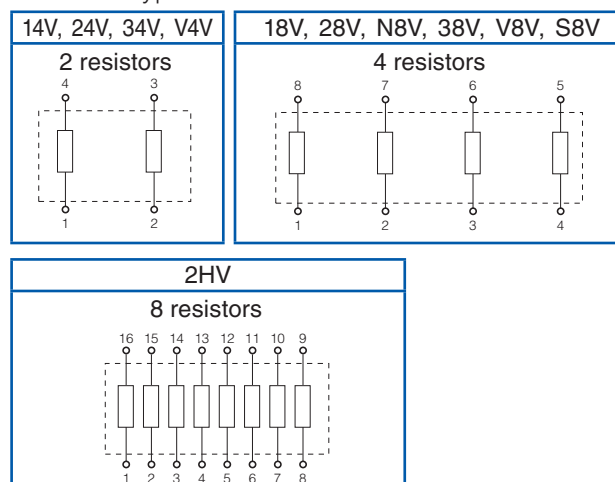 14V, 24V, 34V, V4V
2 resistors
4 3
1 2
18V, 28V, N8V, 38V, V8V, S8V
4 resistors
8 7 6 5
1 2 3 4
2HV
8 resistors
16 15 14 13 12 11 10 9
1 2 3 4 5 6 7 8